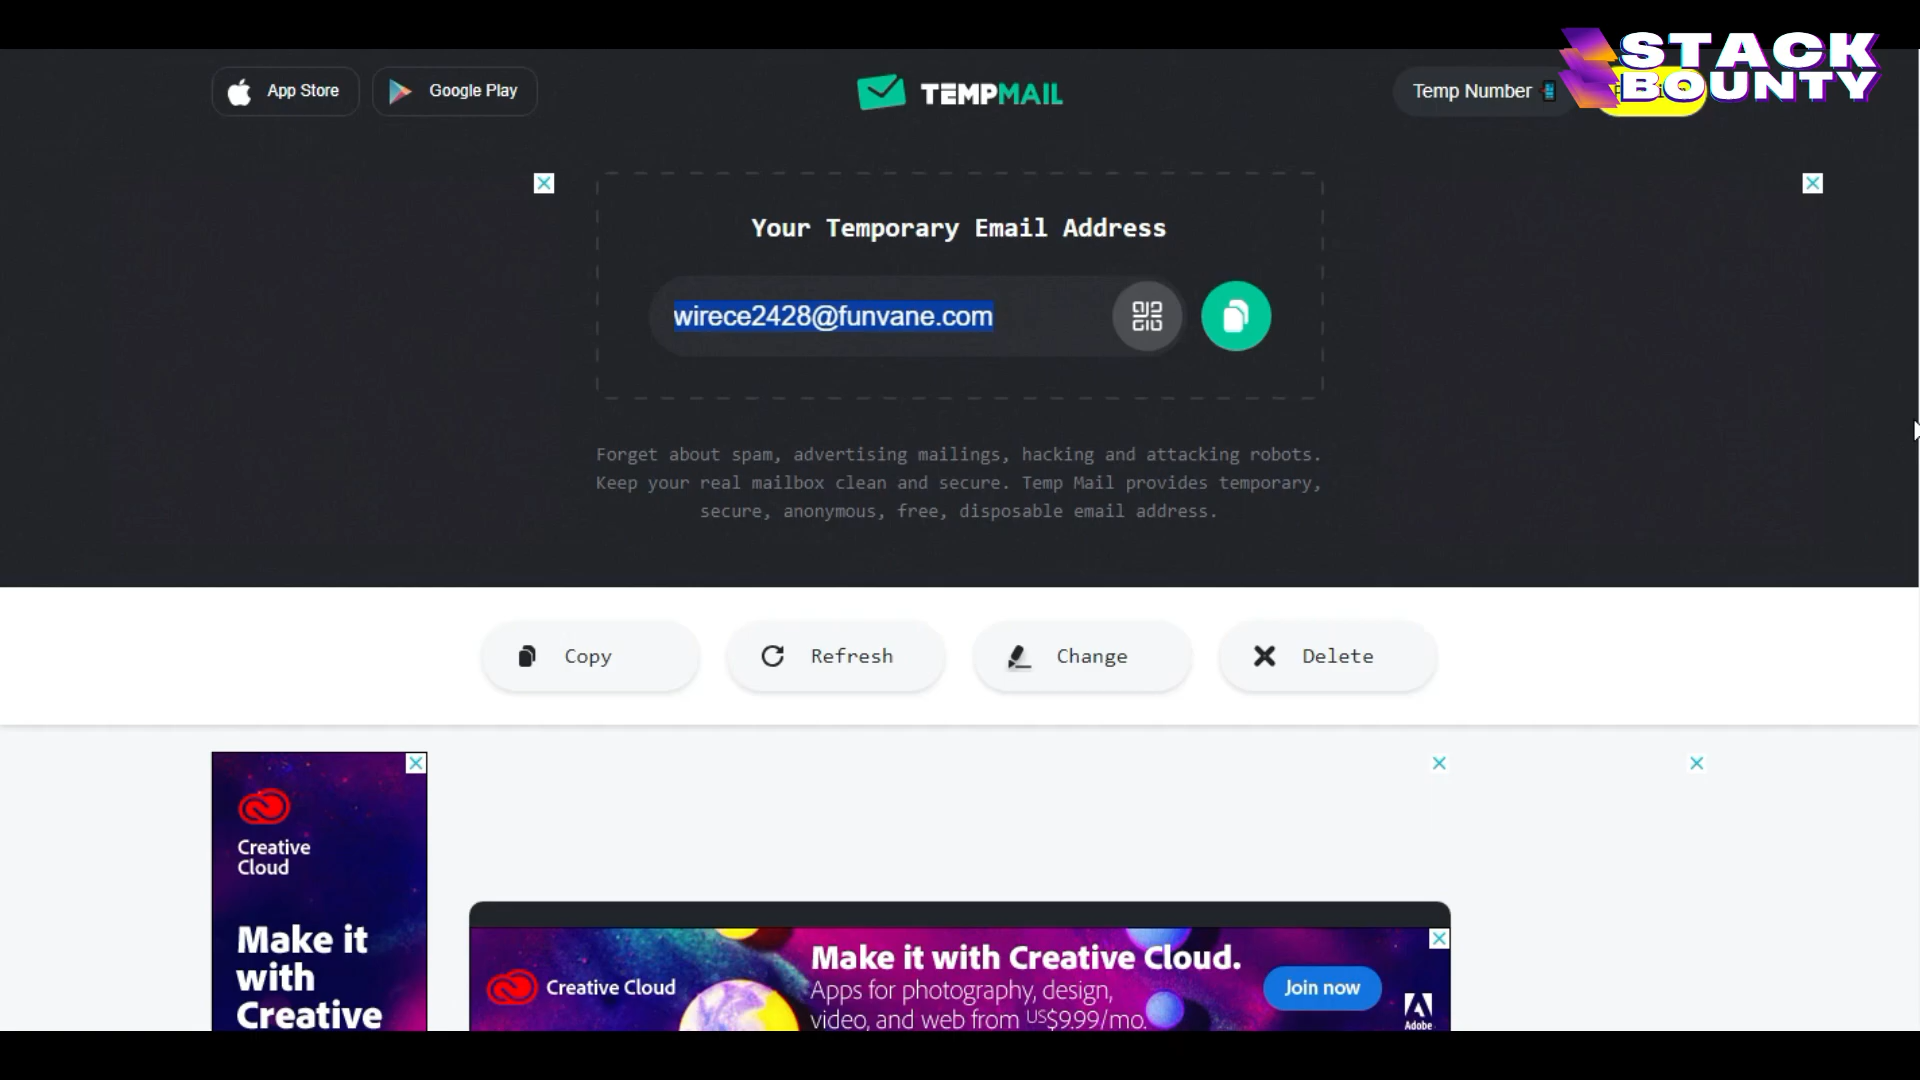 STACK
BOUNTY
App Store
Google Play
TEMPMAIL
Temp Number
Your Temporary Email Address
wirece2428@funvane.com
Forget about spam, advertising mailings, hacking and attacking robots.
Keep your real mailbox clean and secure. Temp Mail provides temporary,
secure, anonymous, free, disposable email address.
Copy
Refresh
Change
Delete
Creative
Cloud
Make it
with
Creative
Creative Cloud
Make it with Creative Cloud.
Apps for photography, design,
video, and web from US$9.99/mo.
Join now
Adobe